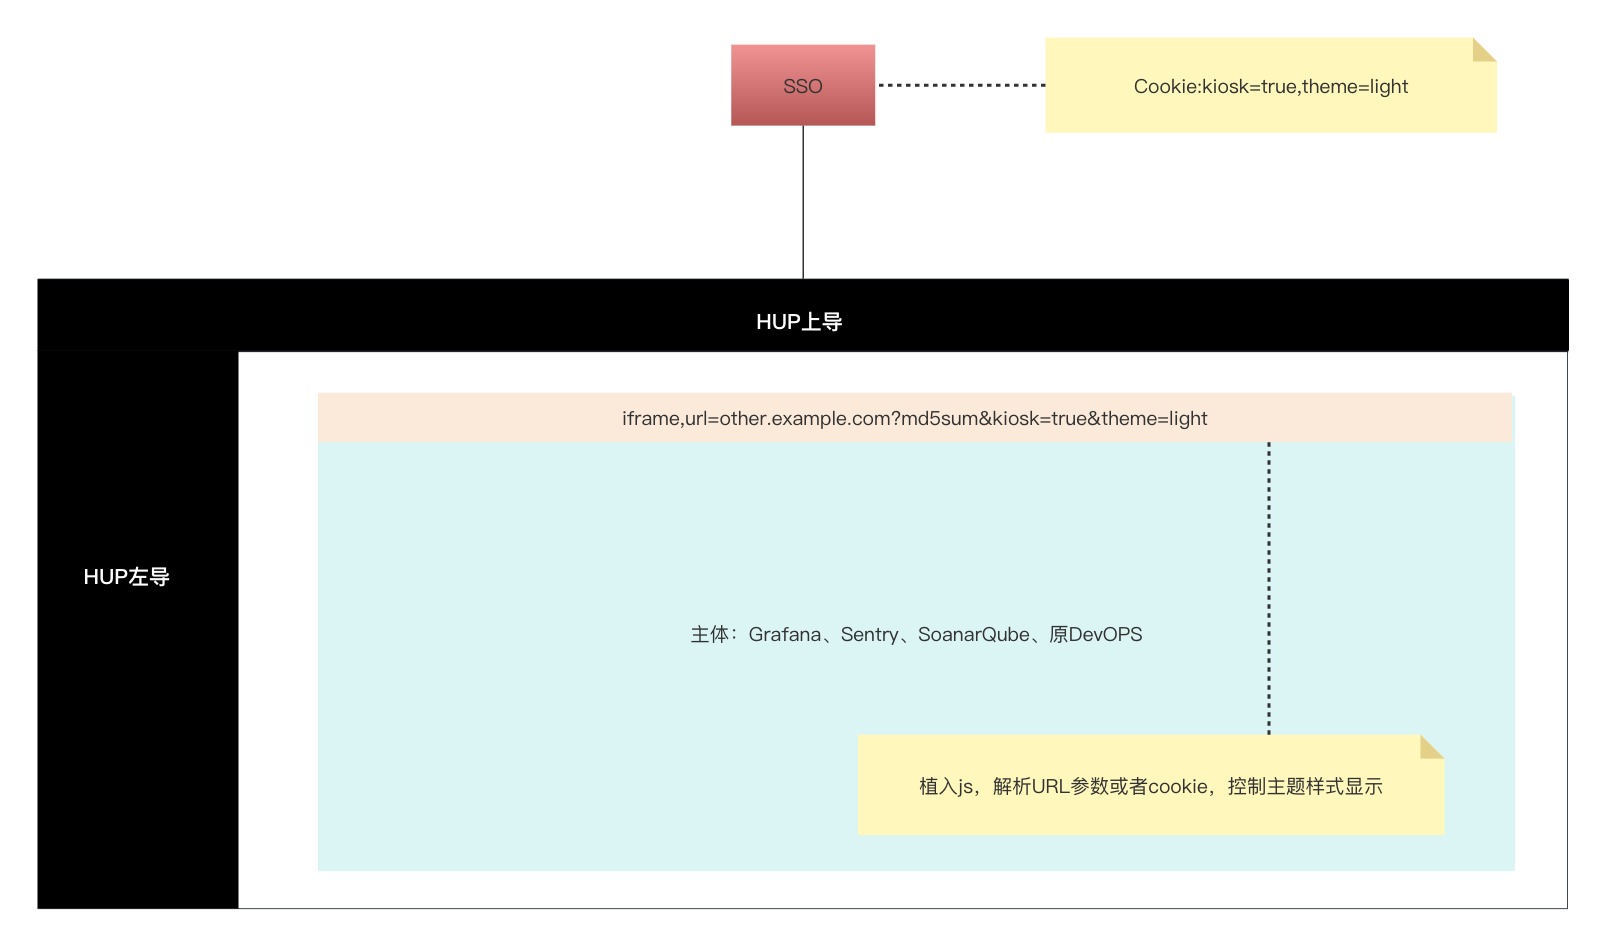 SSO
Cookie:kiosk=true,theme=light
HUP上导
iframe,url=other.example.com?md5sum&kiosk=true&theme=light
HUP左导
主体：Grafana、Sentry、SoanarQube、原DevOPS
植入js，解析URL参数或者cookie，控制主题样式显示